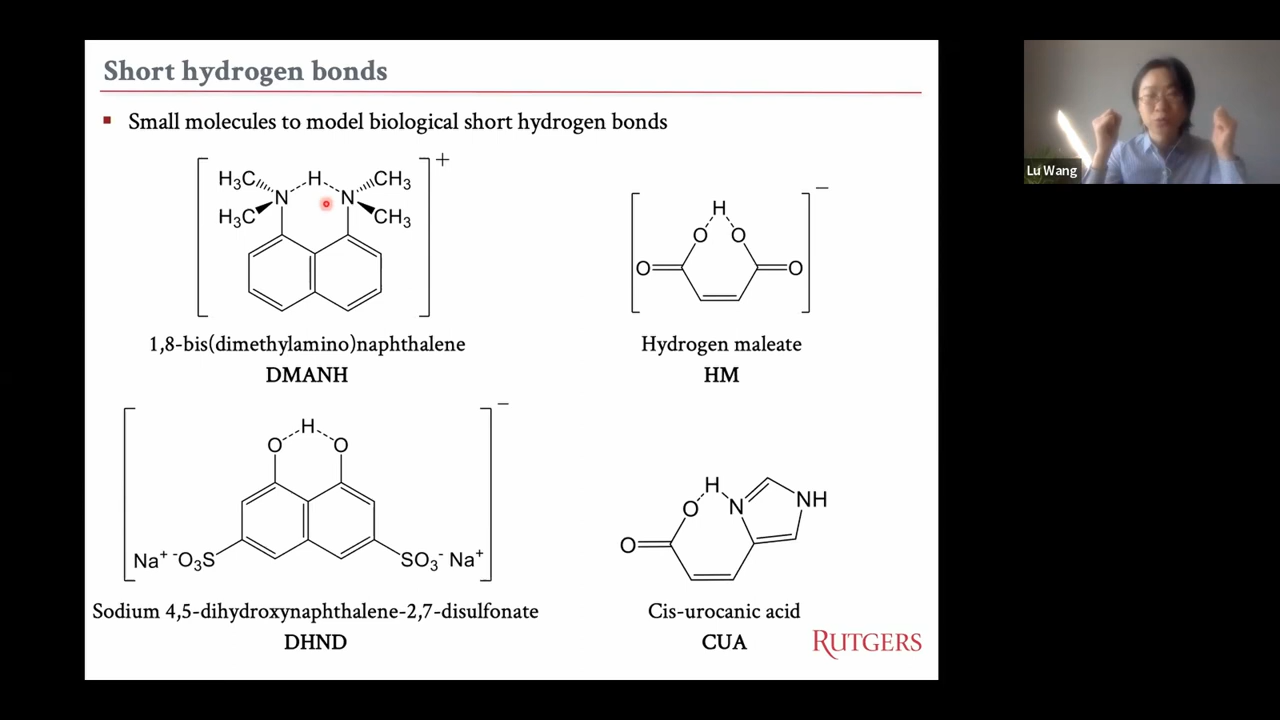 Short hydrogen bonds
▪ Small molecules to model biological short hydrogen bonds
+
H₃C H CH₃
N N
H₃C CH₃
1,8-bis(dimethylamino)naphthalene
DMANH
−
H
O O
O O
Hydrogen maleate
HM
−
H
O O
Na⁺ ⁻O₃S SO₃⁻ Na⁺
Sodium 4,5-dihydroxynaphthalene-2,7-disulfonate
DHND
H
O N NH
O
Cis-urocanic acid
CUA
RUTGERS
Lu Wang